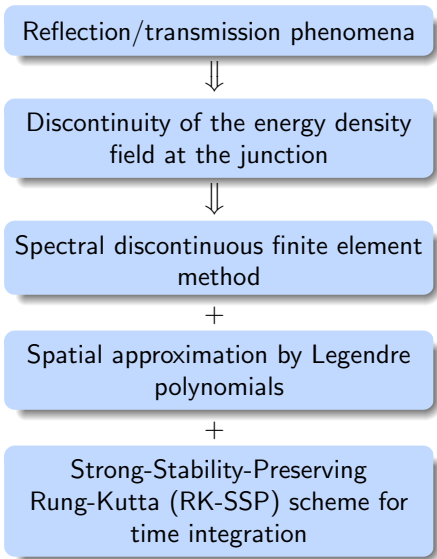 Reflection/transmission phenomena
⇓
Discontinuity of the energy density
field at the junction
⇓
Spectral discontinuous finite element
method
+
Spatial approximation by Legendre
polynomials
+
Strong-Stability-Preserving
Rung-Kutta (RK-SSP) scheme for
time integration